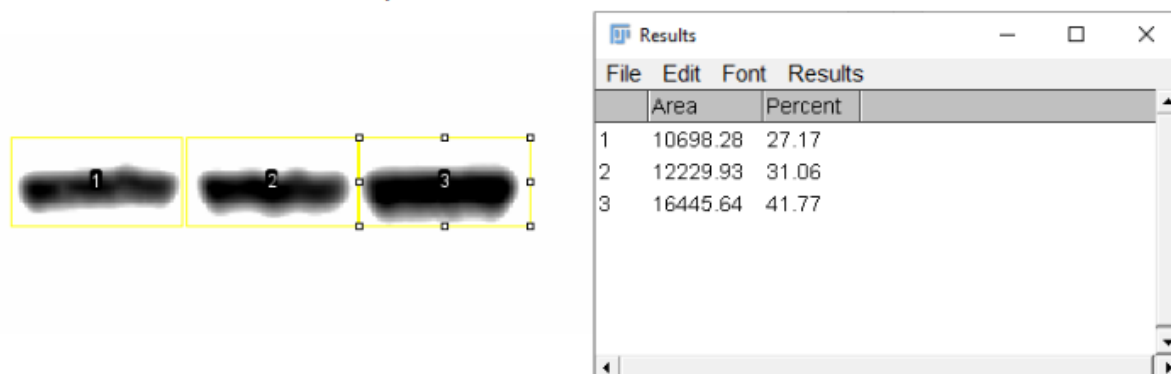 1 2 3
Results
File Edit Font Results
Area Percent
1 10698.28 27.17
2 12229.93 31.06
3 16445.64 41.77